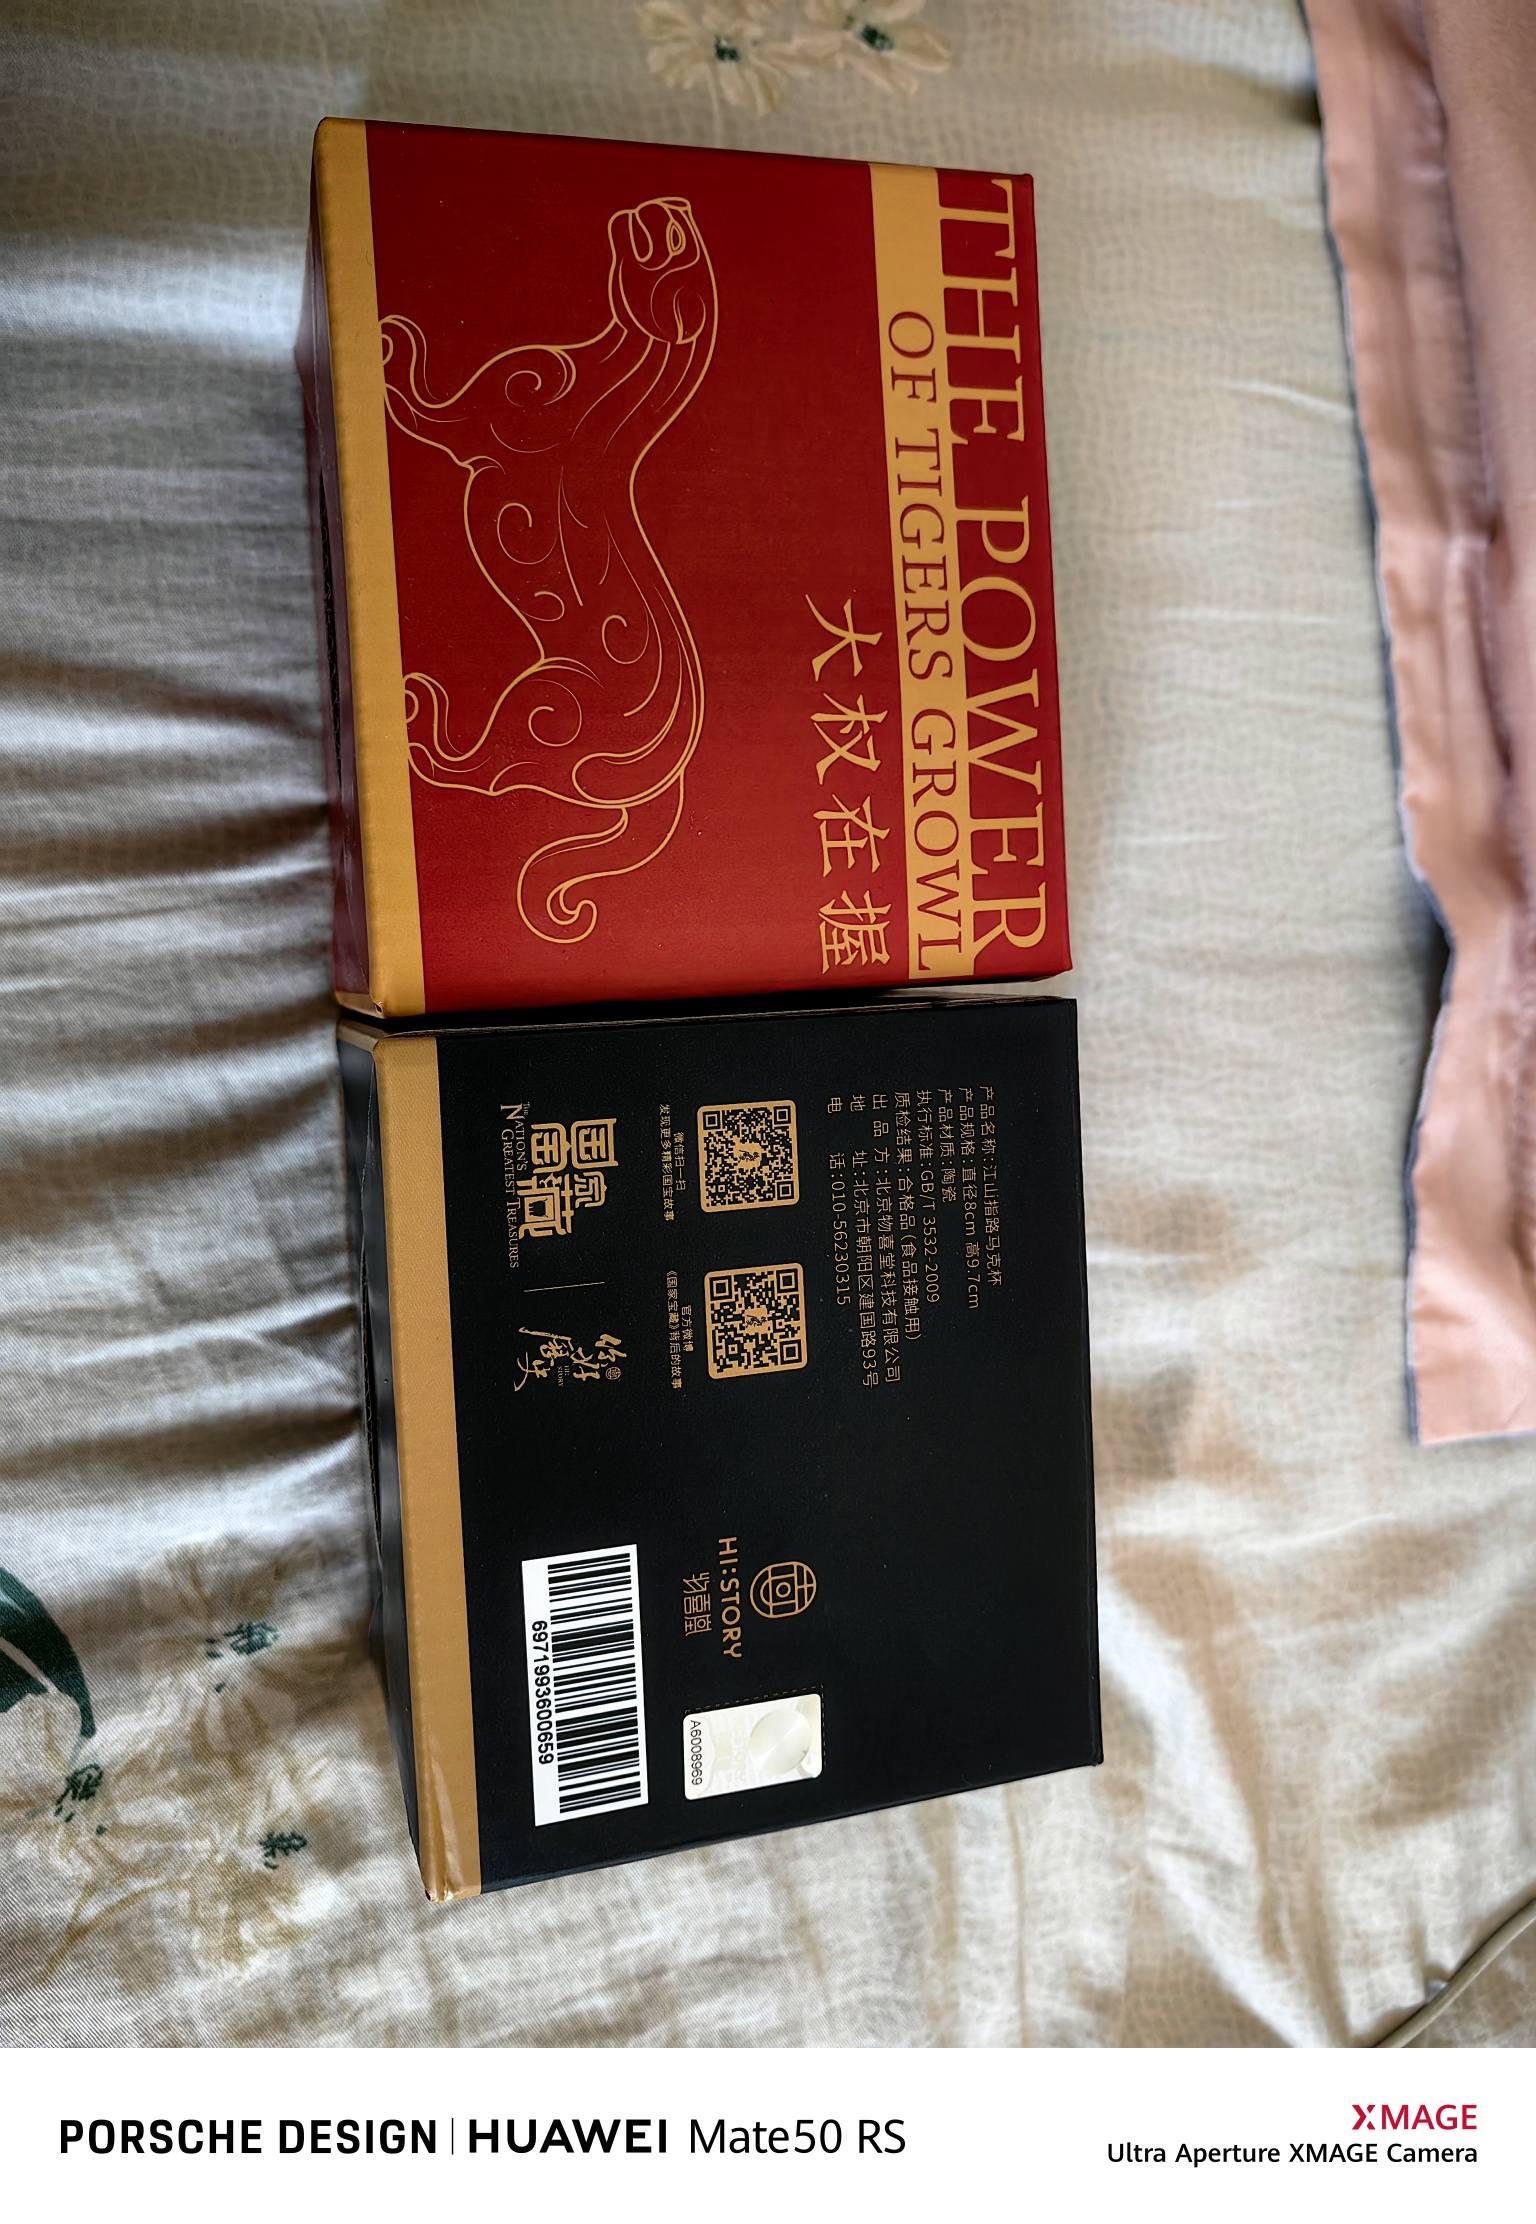 THE POWER
OF TIGERS GROWL
大权在握
产品名称:江山指路马克杯
产品规格:直径8cm 高9.7cm
产品材质:陶瓷
执行标准:GB/T 3532-2009
质检结果:合格品(食品接触用)
出 品 方:北京物喜堂科技有限公司
地 址:北京市朝阳区建国路93号
电 话:010-56230315
微信扫一扫
发现更多精彩国宝故事
官方微博
《国家宝藏》背后的故事
国家宝藏
THE NATION'S
GREATEST TREASURES
你好历史
HI:STORY
HI:STORY
物喜堂
A6008969
6971993600659
PORSCHE DESIGN | HUAWEI Mate50 RS
XMAGE
Ultra Aperture XMAGE Camera